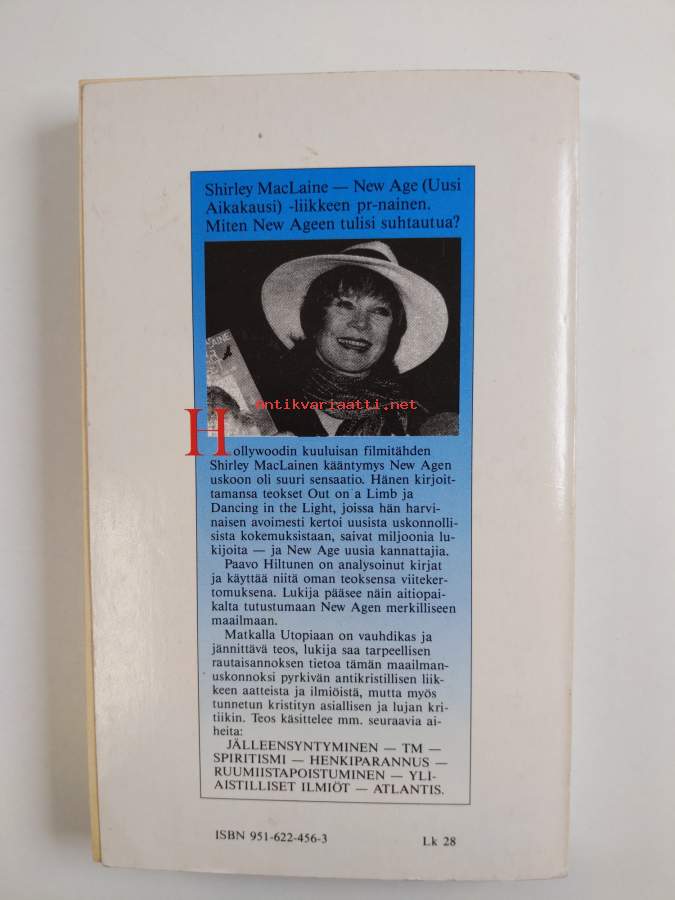 Shirley MacLaine — New Age (Uusi
Aikakausi) -liikkeen pr-nainen.
Miten New Ageen tulisi suhtautua?
antikvariaatti.net
Hollywoodin kuuluisan filmitähden
Shirley MacLainen kääntymys New Agen
uskoon oli suuri sensaatio. Hänen kirjoit-
tamansa teokset Out on a Limb ja
Dancing in the Light, joissa hän harvi-
naisen avoimesti kertoi uusista uskonnolli-
sista kokemuksistaan, saivat miljoonia lu-
kijoita — ja New Age uusia kannattajia.
Paavo Hiltunen on analysoinut kirjat
ja käyttää niitä oman teoksensa viiteker-
tomuksena. Lukija pääsee näin aitiopai-
kalta tutustumaan New Agen merkilliseen
maailmaan.
Matkalla Utopiaan on vauhdikas ja
jännittävä teos, lukija saa tarpeellisen
rautaisannoksen tietoa tämän maailman-
uskonnoksi pyrkivän antikristillisen liik-
keen aatteista ja ilmiöistä, mutta myös
tunnetun kristityn asiallisen ja lujan kri-
tiikin. Teos käsittelee mm. seuraavia ai-
heita:
JÄLLEENSYNTYMINEN — TM —
SPIRITISMI — HENKIPARANNUS —
RUUMIISTAPOISTUMINEN — YLI-
AISTILLISET ILMIÖT — ATLANTIS.
ISBN 951-622-456-3 Lk 28